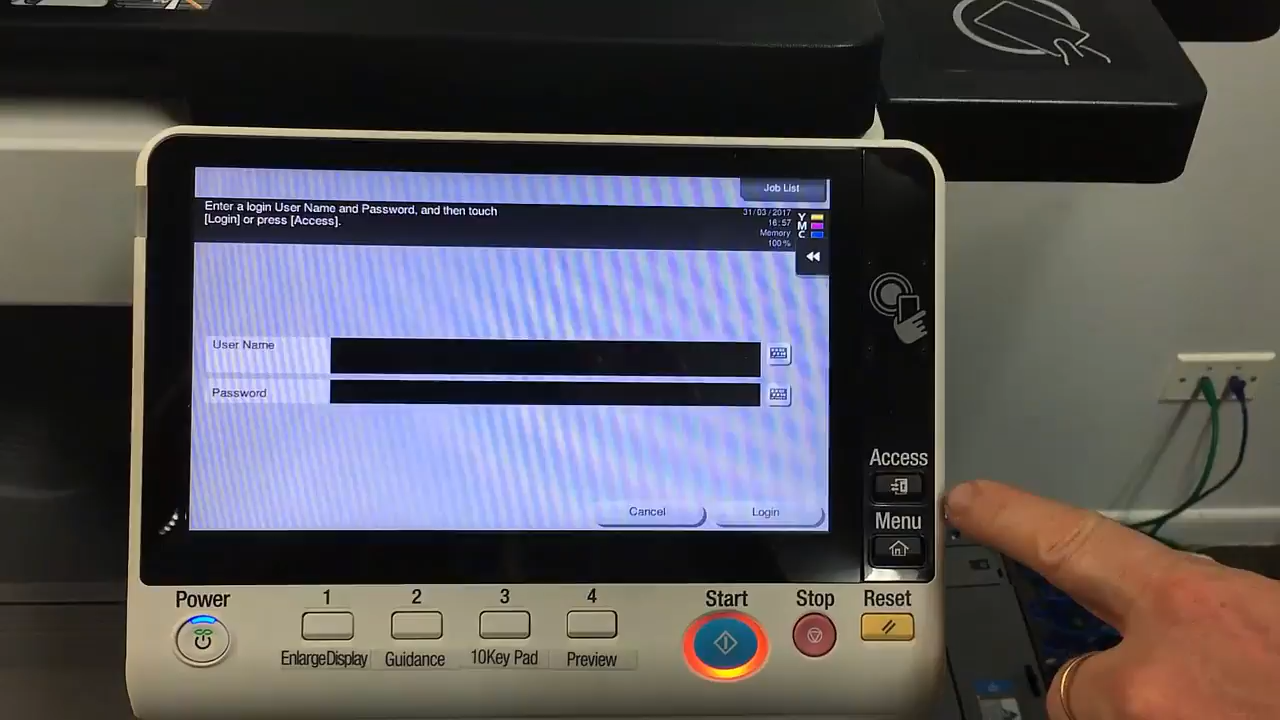 Job List
Enter a login User Name and Password, and then touch
[Login] or press [Access].
31/03/2017
16:57
Memory
100 %
Y
M
C
User Name
Password
Cancel
Login
Access
Menu
Power
1
2
3
4
Start
Stop
Reset
EnlargeDisplay
Guidance
10Key Pad
Preview